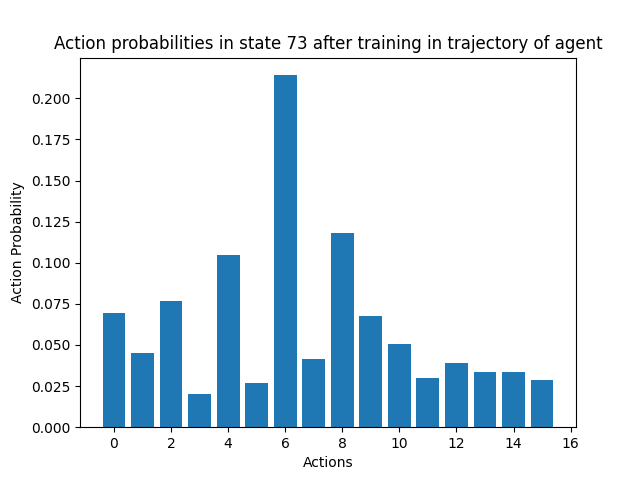 Action probabilities in state 73 after training in trajectory of agent
0.200
0.175
0.150
0.125
0.100
0.075
0.050
0.025
0.000
Action Probability
0 2 4 6 8 10 12 14 16
Actions